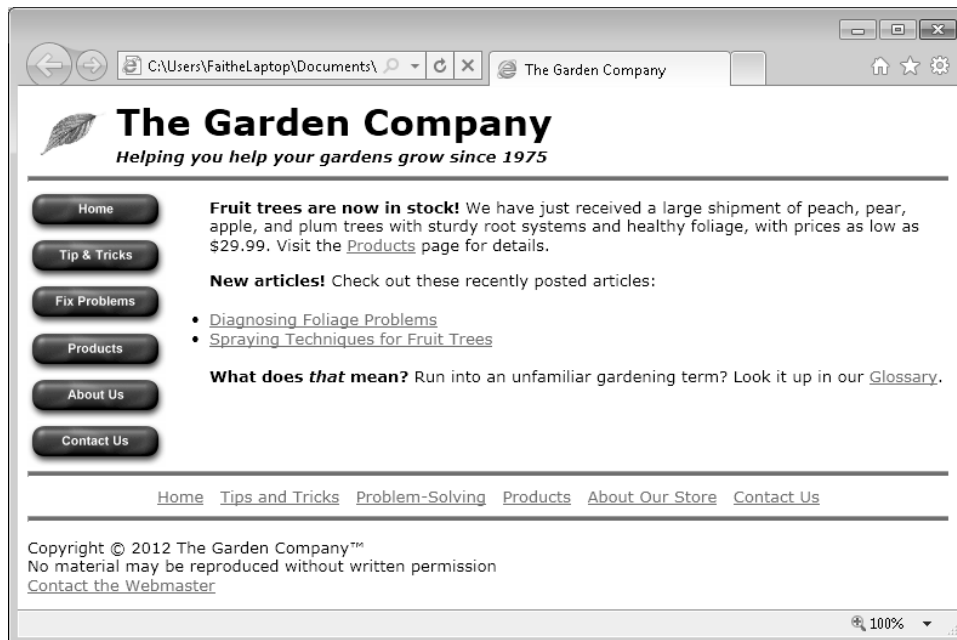 C:\Users\FaitheLaptop\Documents\
The Garden Company
The Garden Company
Helping you help your gardens grow since 1975
Home
Tip & Tricks
Fix Problems
Products
About Us
Contact Us
Fruit trees are now in stock! We have just received a large shipment of peach, pear,
apple, and plum trees with sturdy root systems and healthy foliage, with prices as low as
$29.99. Visit the Products page for details.
New articles! Check out these recently posted articles:
• Diagnosing Foliage Problems
• Spraying Techniques for Fruit Trees
What does that mean? Run into an unfamiliar gardening term? Look it up in our Glossary.
Home Tips and Tricks Problem-Solving Products About Our Store Contact Us
Copyright © 2012 The Garden Company™
No material may be reproduced without written permission
Contact the Webmaster
100%